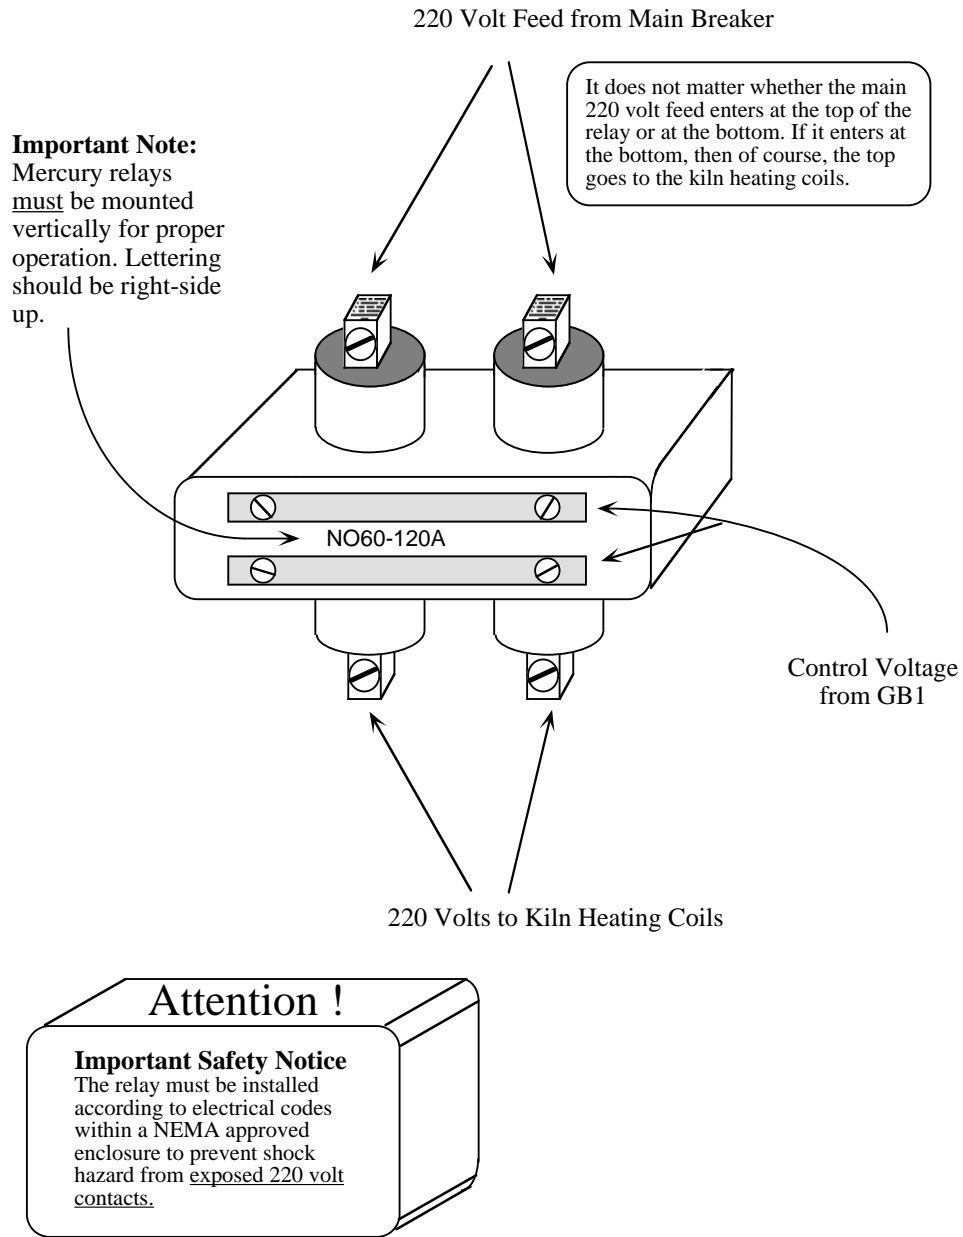 220 Volt Feed from Main Breaker
It does not matter whether the main
220 volt feed enters at the top of the
relay or at the bottom. If it enters at
the bottom, then of course, the top
goes to the kiln heating coils.
Important Note:
Mercury relays
must be mounted
vertically for proper
operation. Lettering
should be right-side
up.
NO60-120A
Control Voltage
from GB1
220 Volts to Kiln Heating Coils
Attention !
Important Safety Notice
The relay must be installed
according to electrical codes
within a NEMA approved
enclosure to prevent shock
hazard from exposed 220 volt
contacts.